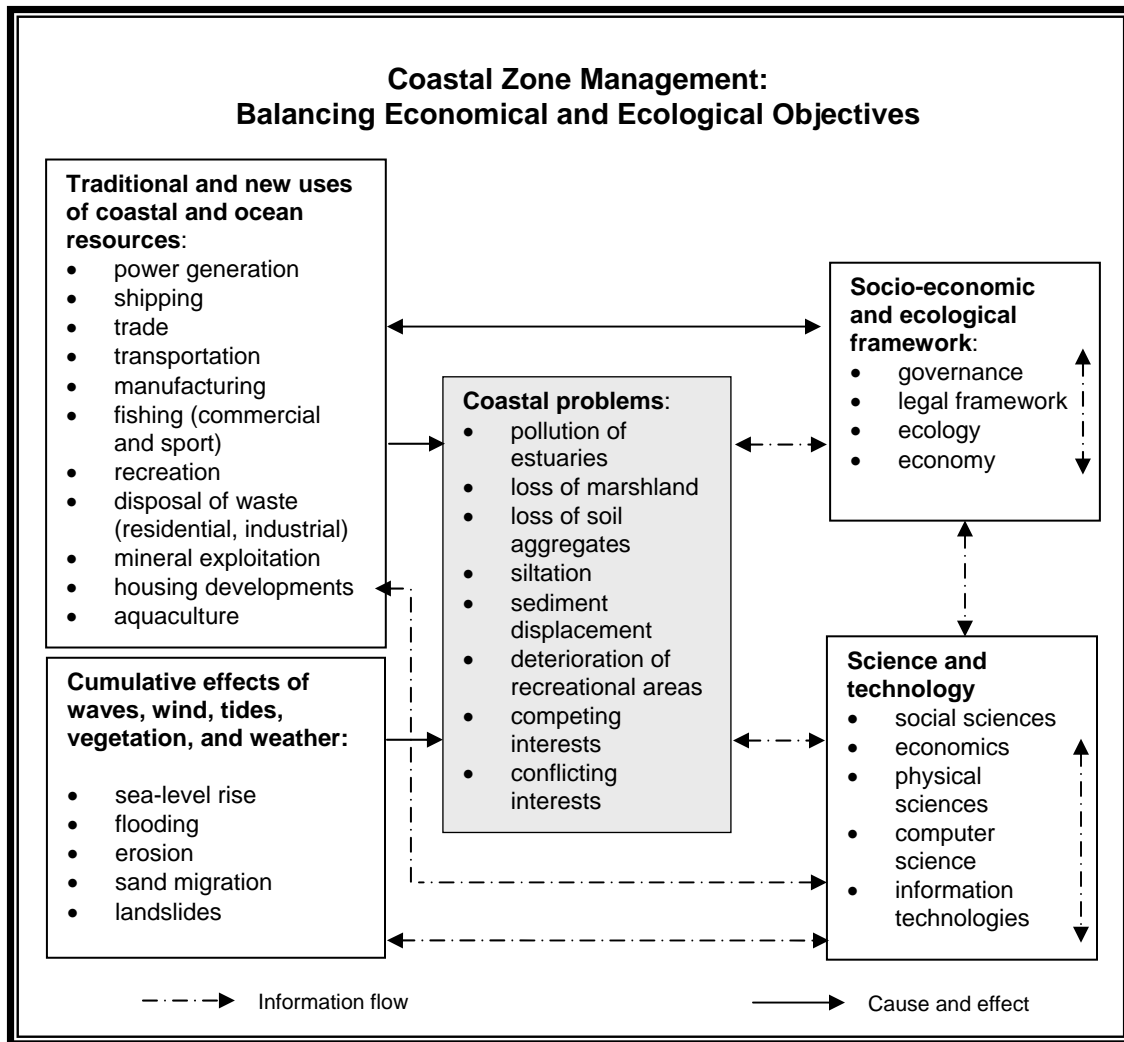 Coastal Zone Management:
Balancing Economical and Ecological Objectives
Traditional and new uses
of coastal and ocean
resources:
• power generation
• shipping
• trade
• transportation
• manufacturing
• fishing (commercial
and sport)
• recreation
• disposal of waste
(residential, industrial)
• mineral exploitation
• housing developments
• aquaculture
Cumulative effects of
waves, wind, tides,
vegetation, and weather:
• sea-level rise
• flooding
• erosion
• sand migration
• landslides
Coastal problems:
• pollution of
estuaries
• loss of marshland
• loss of soil
aggregates
• siltation
• sediment
displacement
• deterioration of
recreational areas
• competing
interests
• conflicting
interests
Socio-economic
and ecological
framework:
• governance
• legal framework
• ecology
• economy
Science and
technology
• social sciences
• economics
• physical
sciences
• computer
science
• information
technologies
Information flow
Cause and effect